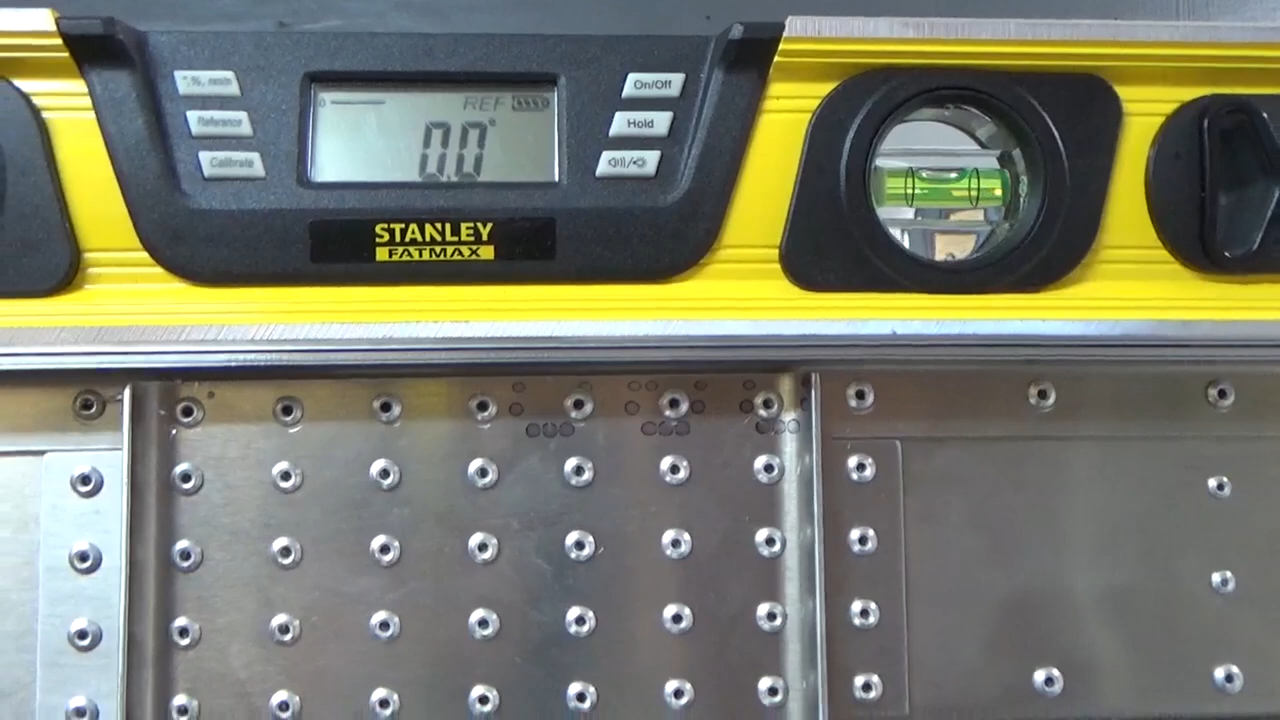 °,%, mm/m
Reference
Calibrate
REF
0.0°
On/Off
Hold
STANLEY
FATMAX